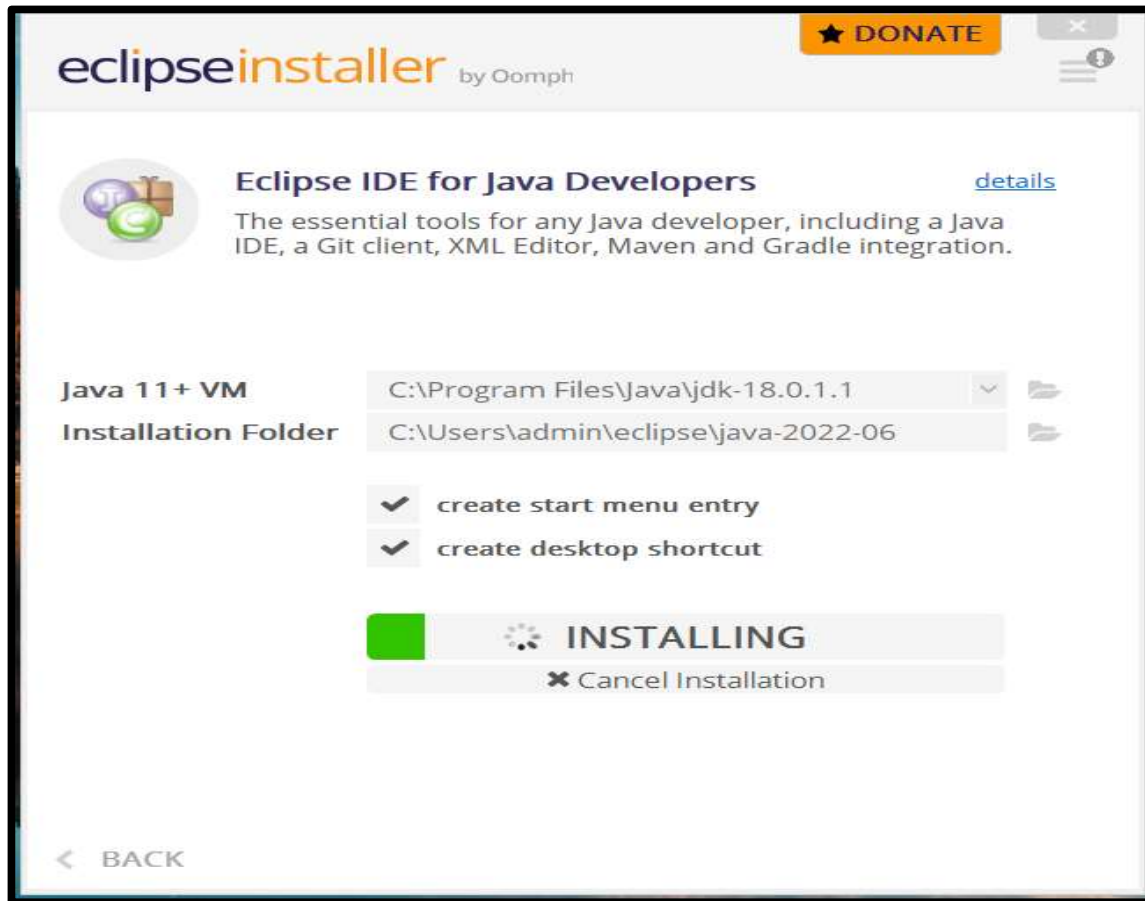 ★ DONATE
eclipseinstaller by Oomph
Eclipse IDE for Java Developers details
The essential tools for any Java developer, including a Java
IDE, a Git client, XML Editor, Maven and Gradle integration.
Java 11+ VM C:\Program Files\Java\jdk-18.0.1.1
Installation Folder C:\Users\admin\eclipse\java-2022-06
create start menu entry
create desktop shortcut
INSTALLING
✖ Cancel Installation
BACK